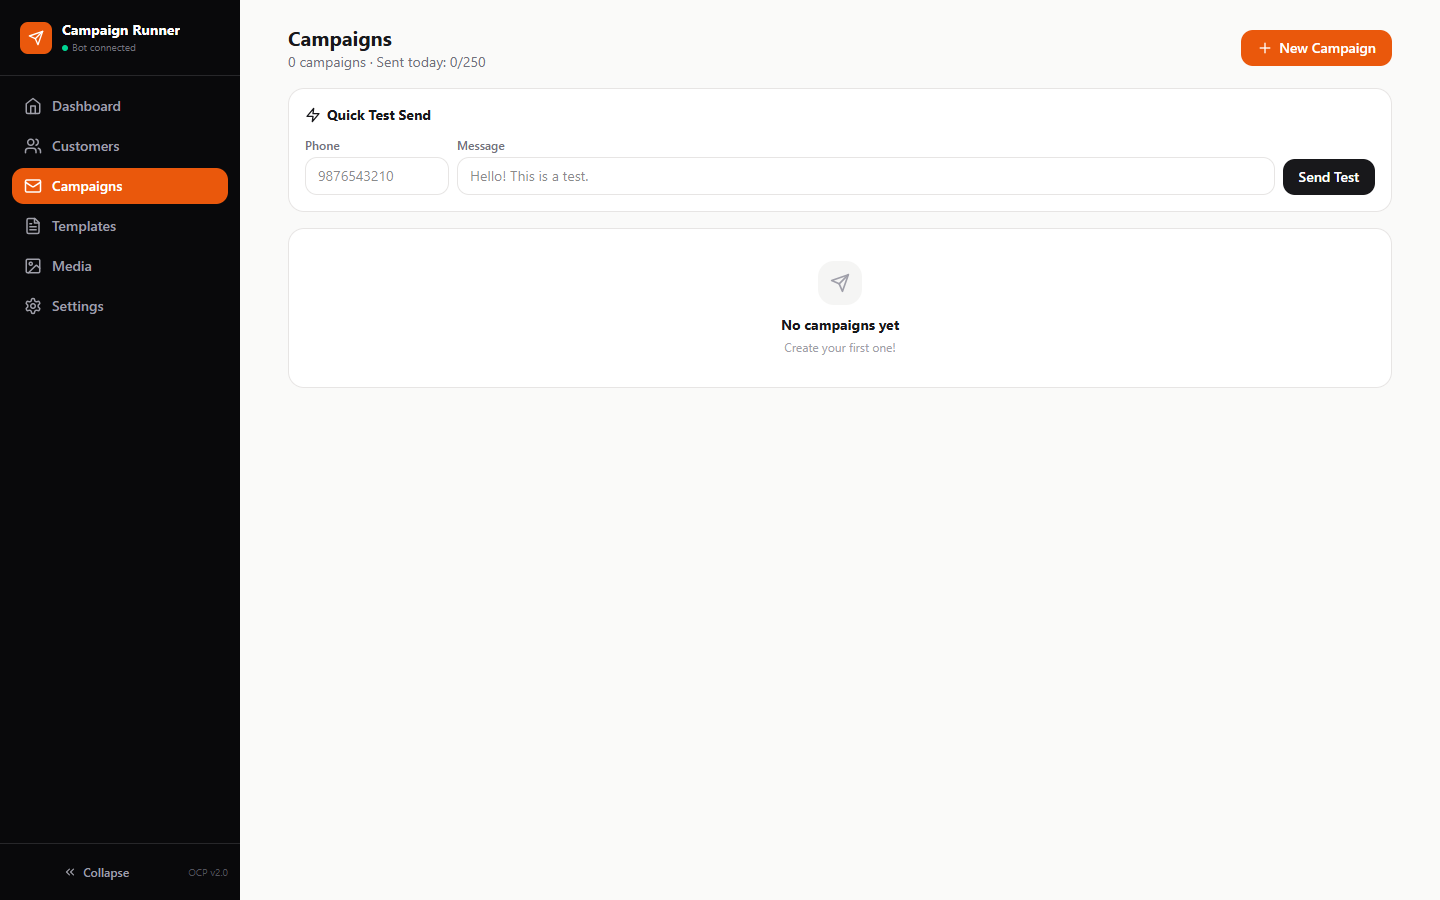 Campaign Runner
Bot connected
Dashboard
Customers
Campaigns
Templates
Media
Settings
Collapse
OCP v2.0
Campaigns
0 campaigns · Sent today: 0/250
New Campaign
Quick Test Send
Phone
Message
9876543210
Hello! This is a test.
Send Test
No campaigns yet
Create your first one!